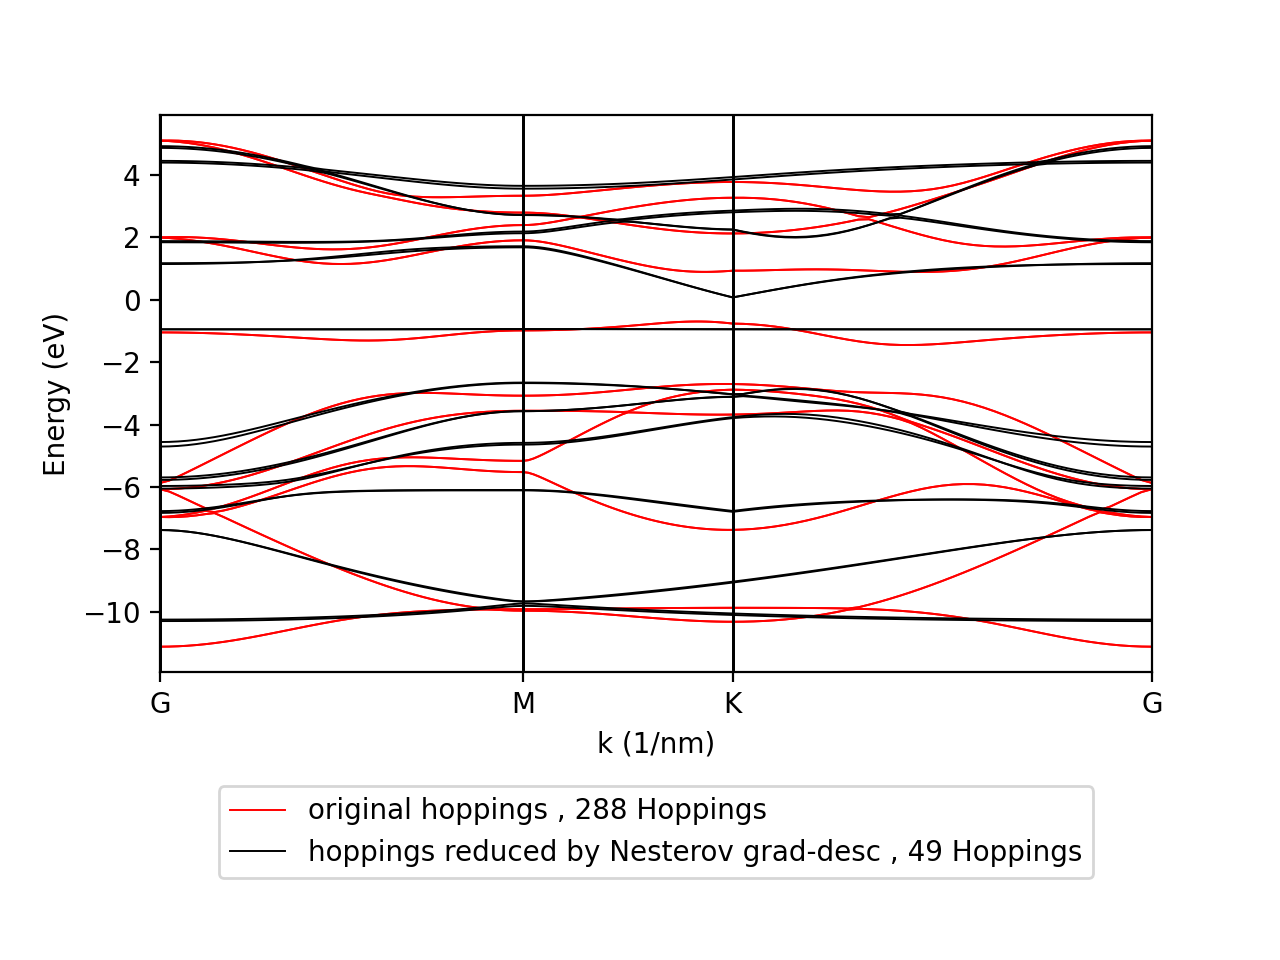 4
2
0
−2
−4
−6
−8
−10
Energy (eV)
G
M
K
G
k (1/nm)
original hoppings , 288 Hoppings
hoppings reduced by Nesterov grad-desc , 49 Hoppings